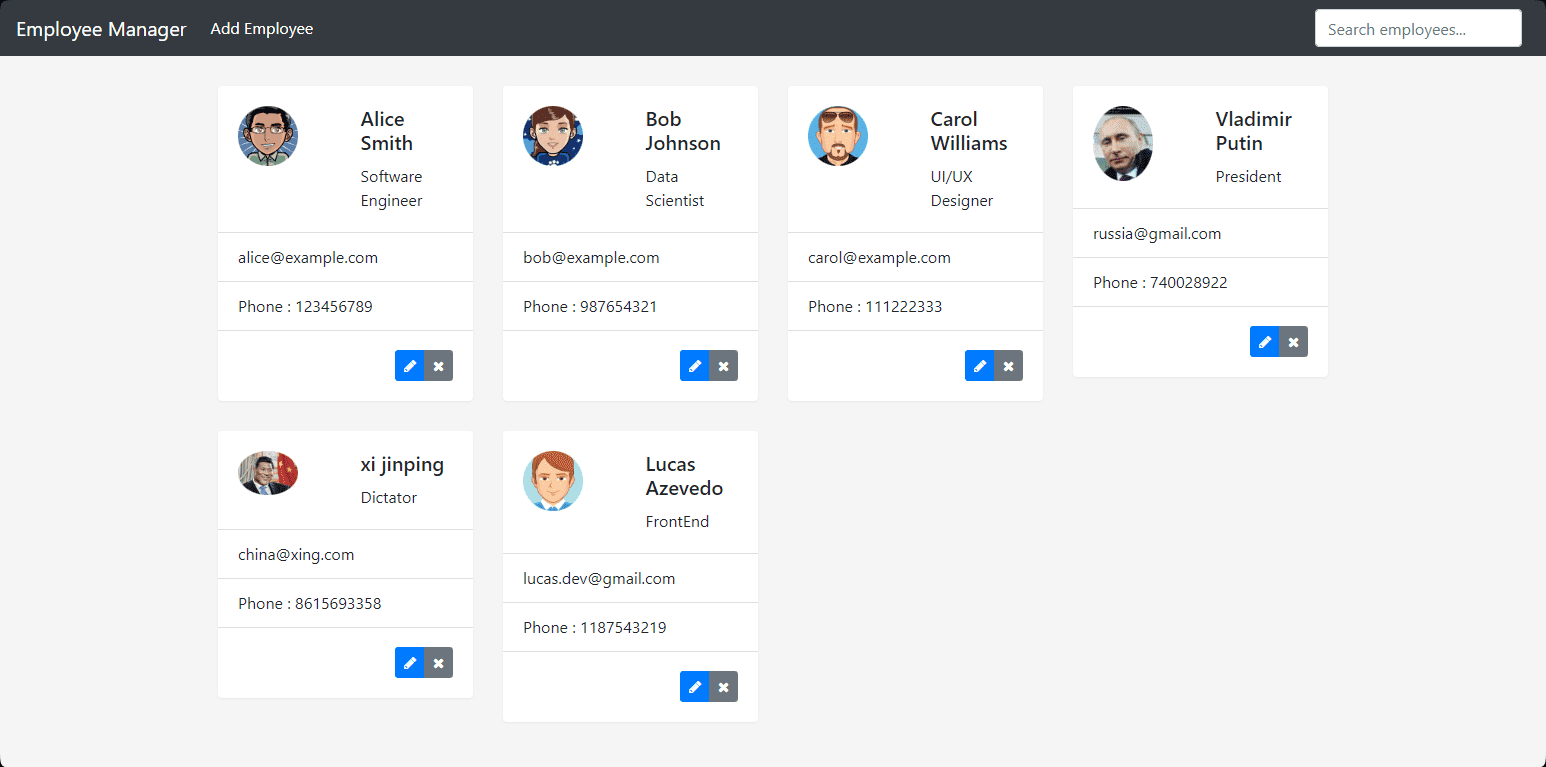 Employee Manager
Add Employee
Search employees...
Alice
Smith
Software
Engineer
alice@example.com
Phone : 123456789
Bob
Johnson
Data
Scientist
bob@example.com
Phone : 987654321
Carol
Williams
UI/UX
Designer
carol@example.com
Phone : 111222333
Vladimir
Putin
President
russia@gmail.com
Phone : 740028922
xi jinping
Dictator
china@xing.com
Phone : 8615693358
Lucas
Azevedo
FrontEnd
lucas.dev@gmail.com
Phone : 1187543219